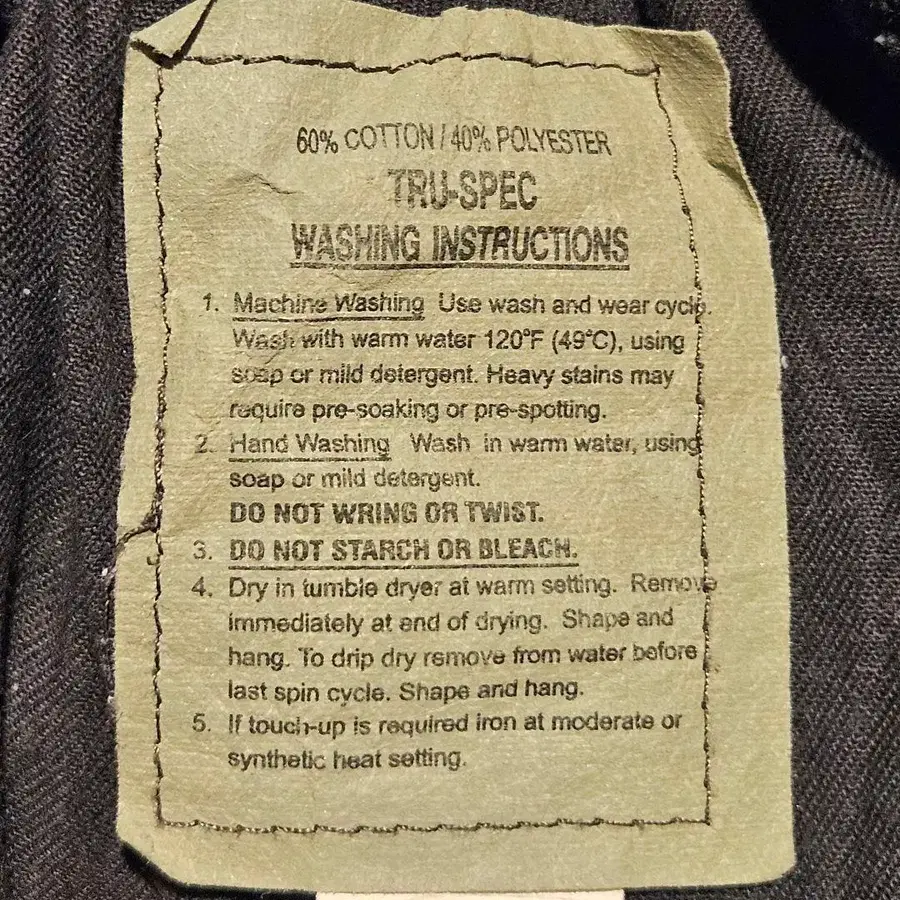 60% COTTON / 40% POLYESTER
TRU-SPEC
WASHING INSTRUCTIONS
1. Machine Washing Use wash and wear cycle.
Wash with warm water 120°F (49°C), using
soap or mild detergent. Heavy stains may
require pre-soaking or pre-spotting.
2. Hand Washing Wash in warm water, using
soap or mild detergent.
DO NOT WRING OR TWIST.
3. DO NOT STARCH OR BLEACH.
4. Dry in tumble dryer at warm setting. Remove
immediately at end of drying. Shape and
hang. To drip dry remove from water before
last spin cycle. Shape and hang.
5. If touch-up is required iron at moderate or
synthetic heat setting.